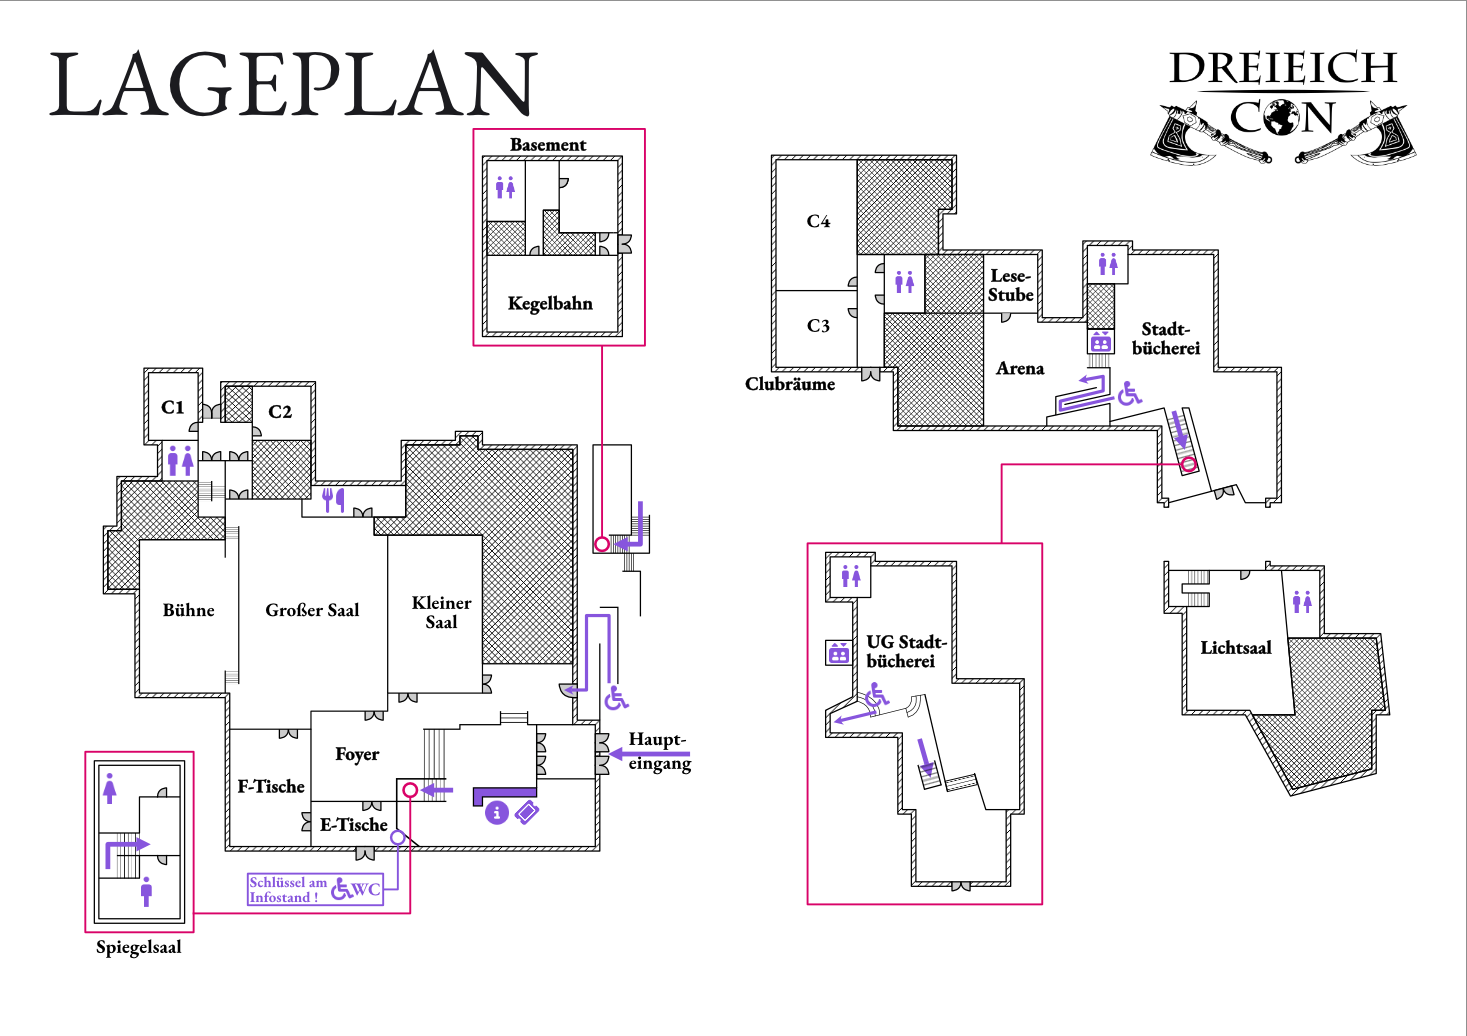 LAGEPLAN
DREIEICH
CON
Basement
Kegelbahn
C4
C3
Clubräume
Lese-
Stube
Arena
Stadt-
bücherei
C1
C2
Bühne
Großer Saal
Kleiner
Saal
Foyer
F-Tische
E-Tische
Haupt-
eingang
Schlüssel am
Infostand !
WC
Spiegelsaal
UG Stadt-
bücherei
Lichtsaal